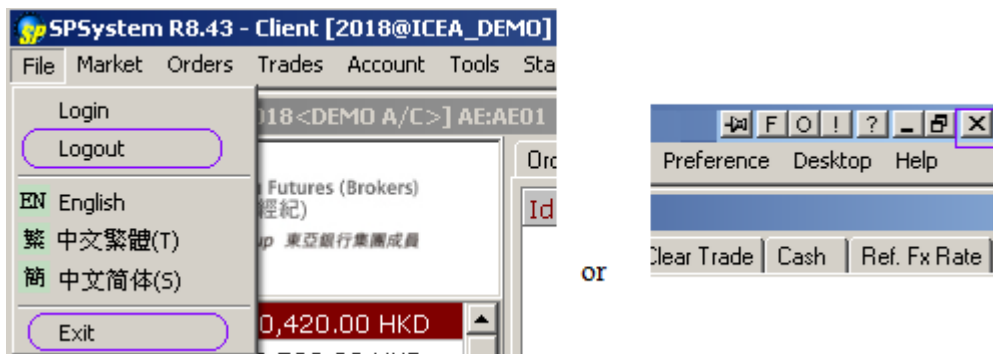 SPSystem R8.43 - Client [2018@ICEA_DEMO]
File Market Orders Trades Account Tools Sta
Login
Logout
EN English
繁 中文繁體(T)
簡 中文简体(S)
Exit
018<DEMO A/C>] AE:AE01
Futures (Brokers)
經紀)
up 東亞銀行集團成員
0,420.00 HKD
Id
or
F O ! ?
Preference Desktop Help
Clear Trade Cash Ref. Fx Rate